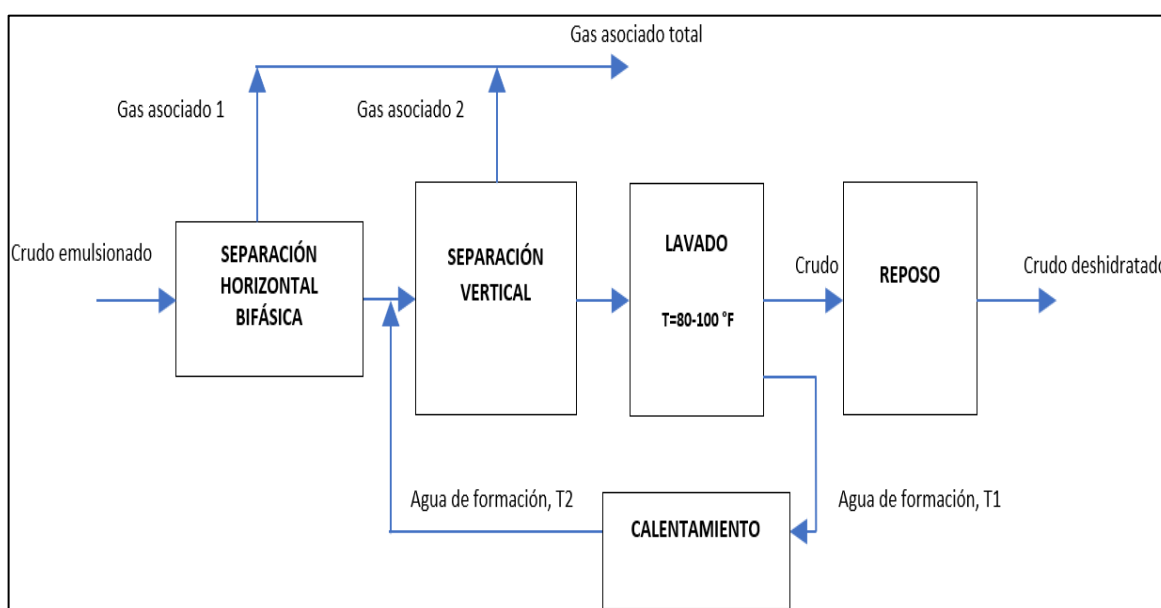 Gas asociado total
Gas asociado 1
Gas asociado 2
Crudo emulsionado
SEPARACIÓN
HORIZONTAL
BIFÁSICA
SEPARACIÓN
VERTICAL
LAVADO
T=80-100 °F
Crudo
REPOSO
Crudo deshidratado
Agua de formación, T2
CALENTAMIENTO
Agua de formación, T1